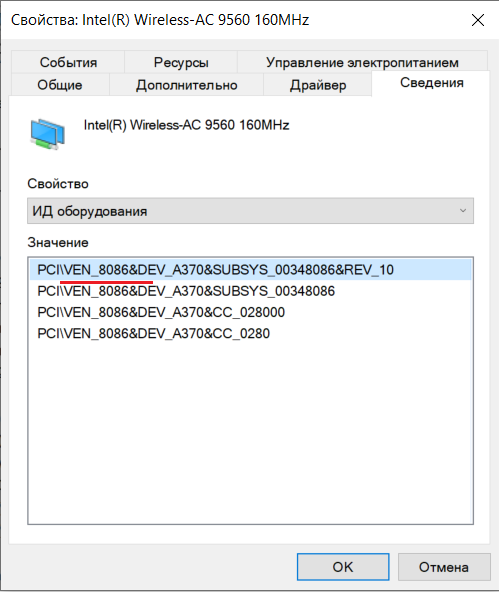 Свойства: Intel(R) Wireless-AC 9560 160MHz
События Ресурсы Управление электропитанием
Общие Дополнительно Драйвер Сведения
Intel(R) Wireless-AC 9560 160MHz
Свойство
ИД оборудования
Значение
PCI\VEN_8086&DEV_A370&SUBSYS_00348086&REV_10
PCI\VEN_8086&DEV_A370&SUBSYS_00348086
PCI\VEN_8086&DEV_A370&CC_028000
PCI\VEN_8086&DEV_A370&CC_0280
OK Отмена